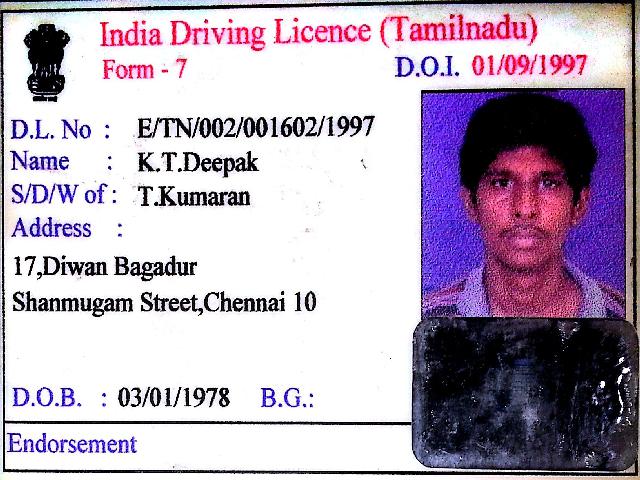 India Driving Licence (Tamilnadu)
Form - 7 D.O.I. 01/09/1997
D.L. No : E/TN/002/001602/1997
Name : K.T.Deepak
S/D/W of : T.Kumaran
Address :
17,Diwan Bagadur
Shanmugam Street,Chennai 10
D.O.B. : 03/01/1978 B.G.:
Endorsement